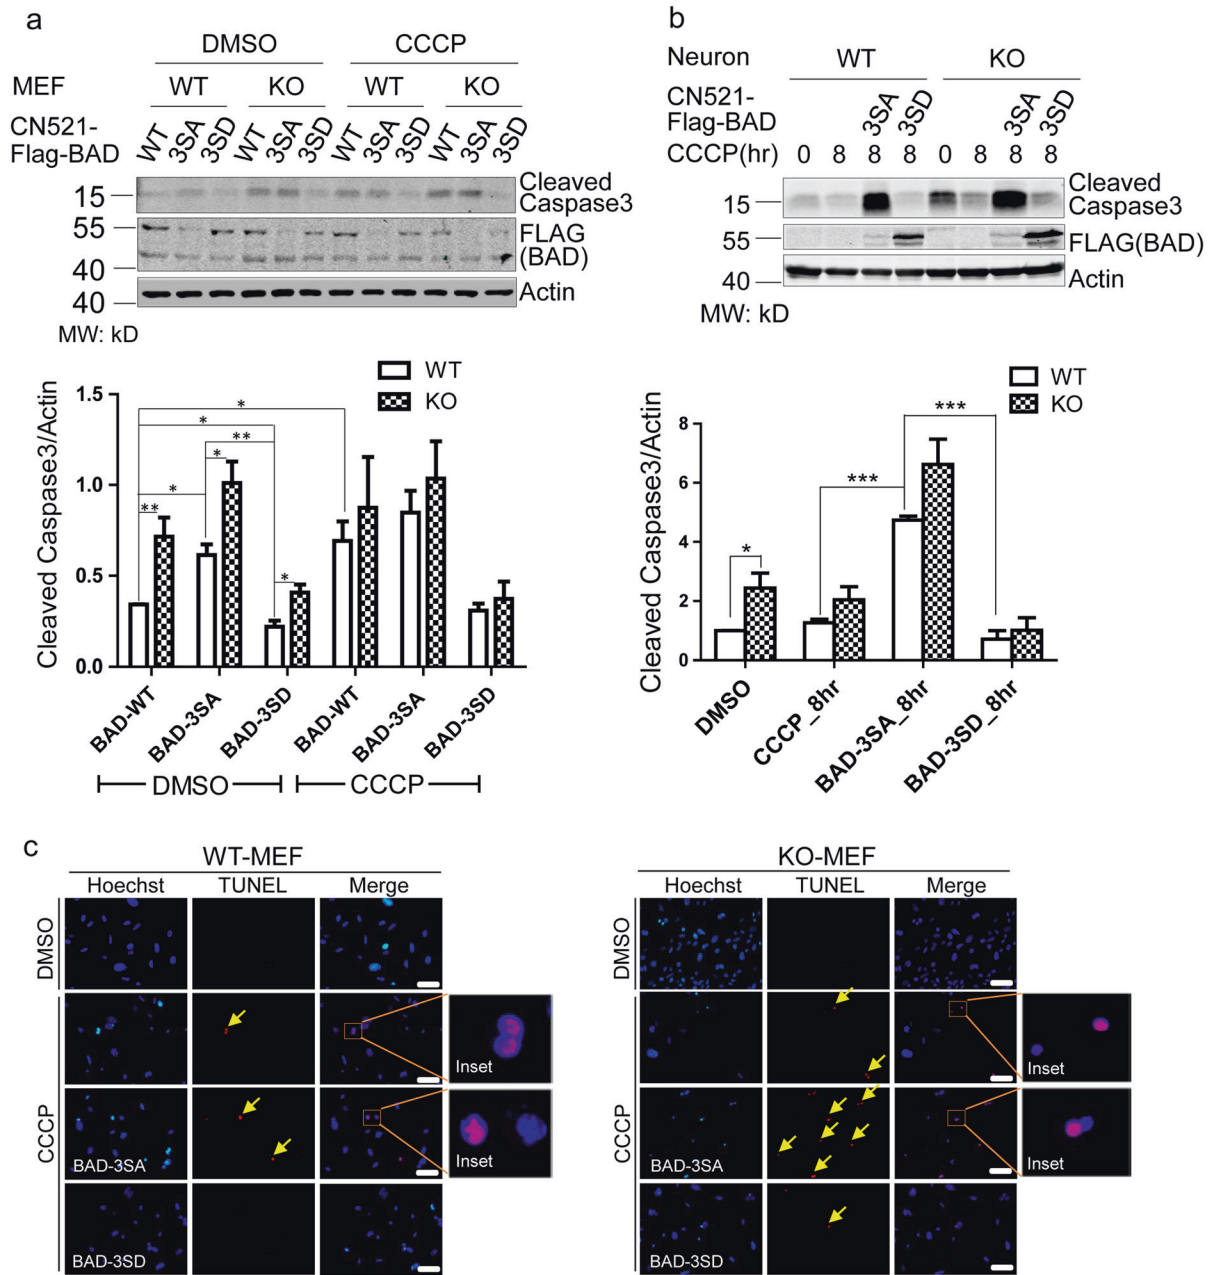 a
DMSO CCCP
MEF WT KO WT KO
CN521-
Flag-BAD WT 3SA 3SD WT 3SA 3SD WT 3SA 3SD WT 3SA 3SD
15 Cleaved
Caspase3
55 FLAG
(BAD)
40
40 Actin
MW: kD
WT
KO
Cleaved Caspase3/Actin
1.5
1.0
0.5
0.0
*
*
**
*
*
**
*
BAD-WT BAD-3SA BAD-3SD BAD-WT BAD-3SA BAD-3SD
DMSO CCCP
b
Neuron WT KO
CN521-
Flag-BAD 3SA 3SD 3SA 3SD
CCCP(hr) 0 8 8 8 0 8 8 8
15 Cleaved
Caspase3
55 FLAG(BAD)
40 Actin
MW: kD
WT
KO
Cleaved Caspase3/Actin
8
6
4
2
0
***
***
*
DMSO CCCP_8hr BAD-3SA_8hr BAD-3SD_8hr
c
WT-MEF
Hoechst TUNEL Merge
DMSO
CCCP
Inset
BAD-3SA Inset
BAD-3SD
KO-MEF
Hoechst TUNEL Merge
DMSO
CCCP
Inset
BAD-3SA Inset
BAD-3SD